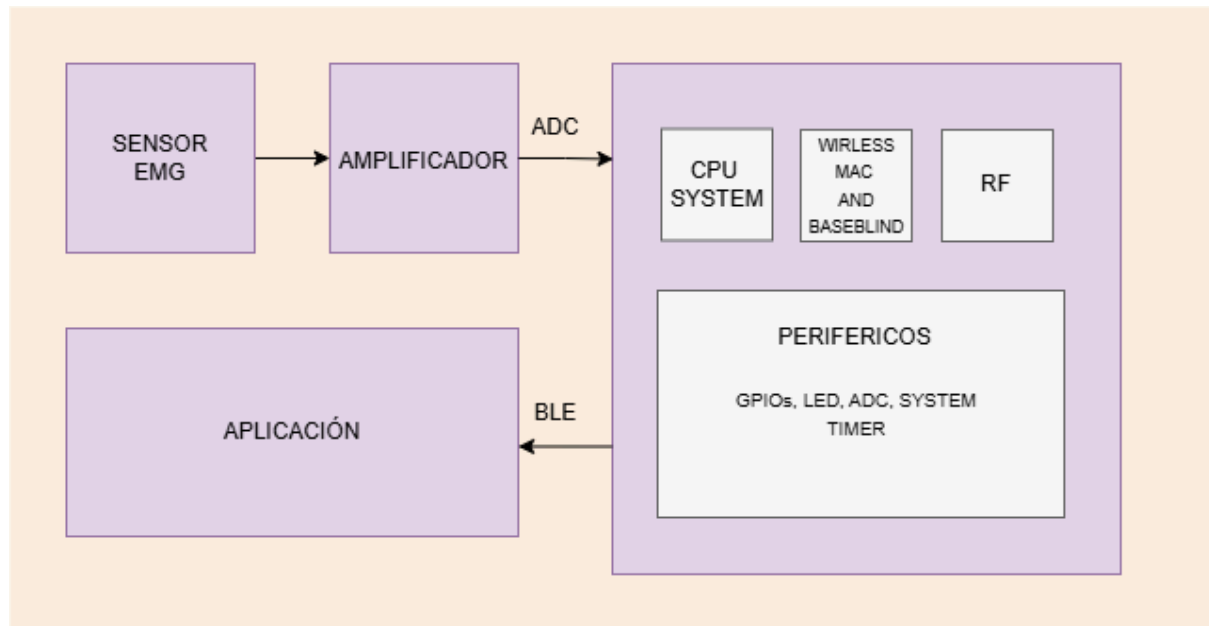 SENSOR
EMG
AMPLIFICADOR
ADC
CPU
SYSTEM
WIRLESS
MAC
AND
BASEBLIND
RF
PERIFERICOS
GPIOs, LED, ADC, SYSTEM
TIMER
APLICACIÓN
BLE